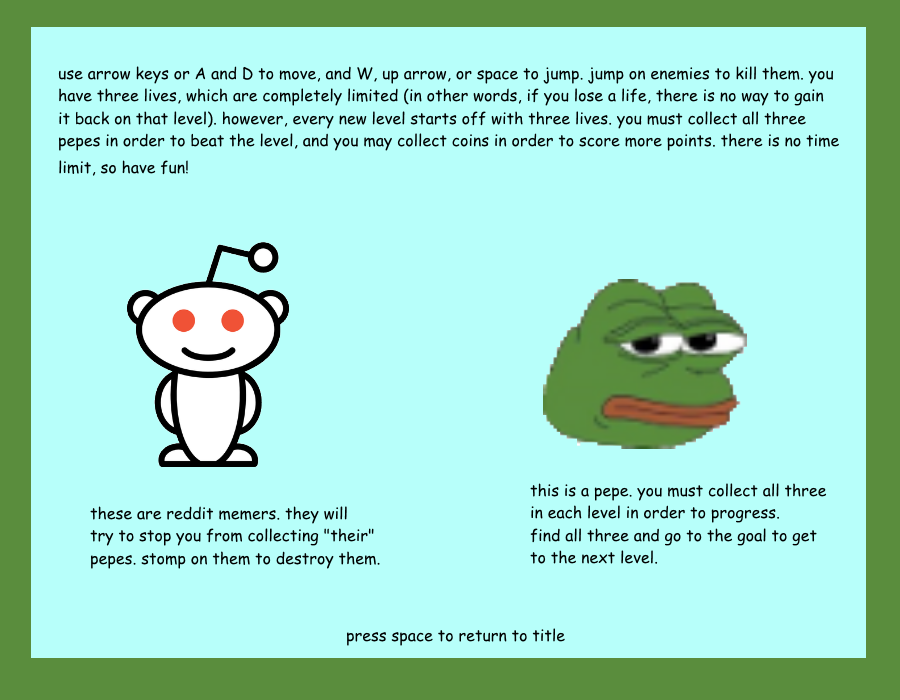 use arrow keys or A and D to move, and W, up arrow, or space to jump. jump on enemies to kill them. you
have three lives, which are completely limited (in other words, if you lose a life, there is no way to gain
it back on that level). however, every new level starts off with three lives. you must collect all three
pepes in order to beat the level, and you may collect coins in order to score more points. there is no time
limit, so have fun!
these are reddit memers. they will
try to stop you from collecting "their"
pepes. stomp on them to destroy them.
this is a pepe. you must collect all three
in each level in order to progress.
find all three and go to the goal to get
to the next level.
press space to return to title